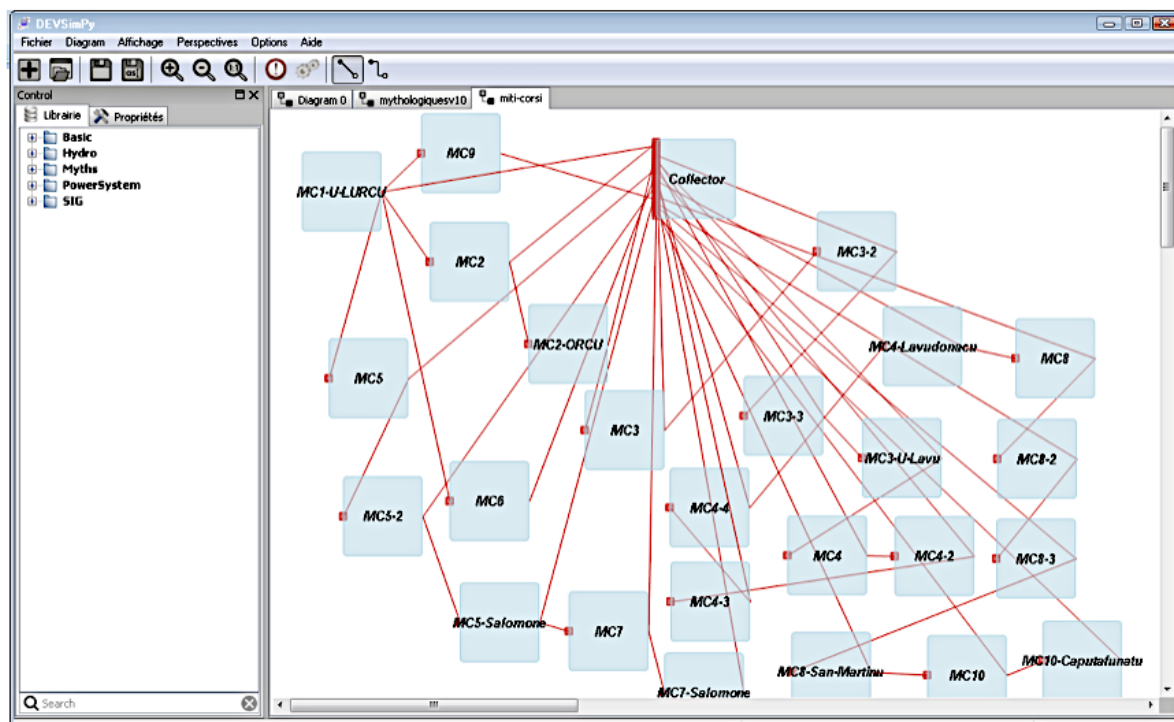 DEVSimPy
Fichier Diagram Affichage Perspectives Options Aide
Control
Librairie Propriétés
Basic
Hydro
Myths
PowerSystem
SIG
Search
Diagram 0 mythologiquesv10 miti-corsi
MC9
Collector
MC1-U-LURCU
MC2
MC3-2
MC2-ORCU
MC4-Lavudonacu
MC8
MC5
MC3
MC3-3
MC3-U-Lavu
MC8-2
MC5-2
MC6
MC4-4
MC4
MC4-2
MC8-3
MC4-3
MC5-Salomone
MC7
MC8-San-Martinu
MC10
MC10-Caputafunatu
MC7-Salomone